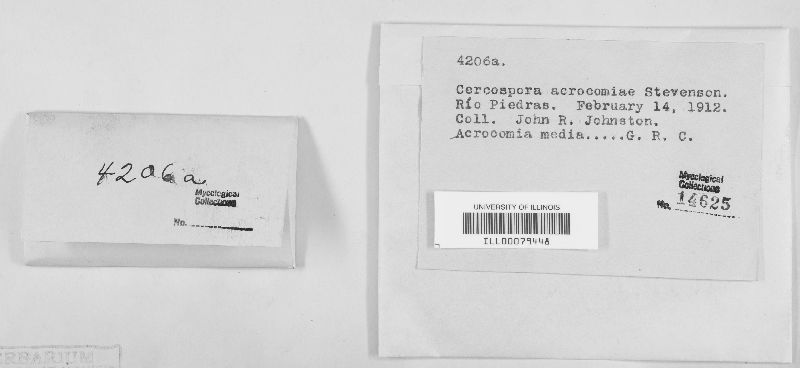 4206a
Mycological
Collections
No.
4206a.
Cercospora acrocomiae Stevenson.
Río Piedras. February 14, 1912.
Coll. John R. Johnston.
Acrocomia media.....G. R. C.
Mycological
Collections
No. 14625
UNIVERSITY OF ILLINOIS
ILL00079448
ERBARIUM